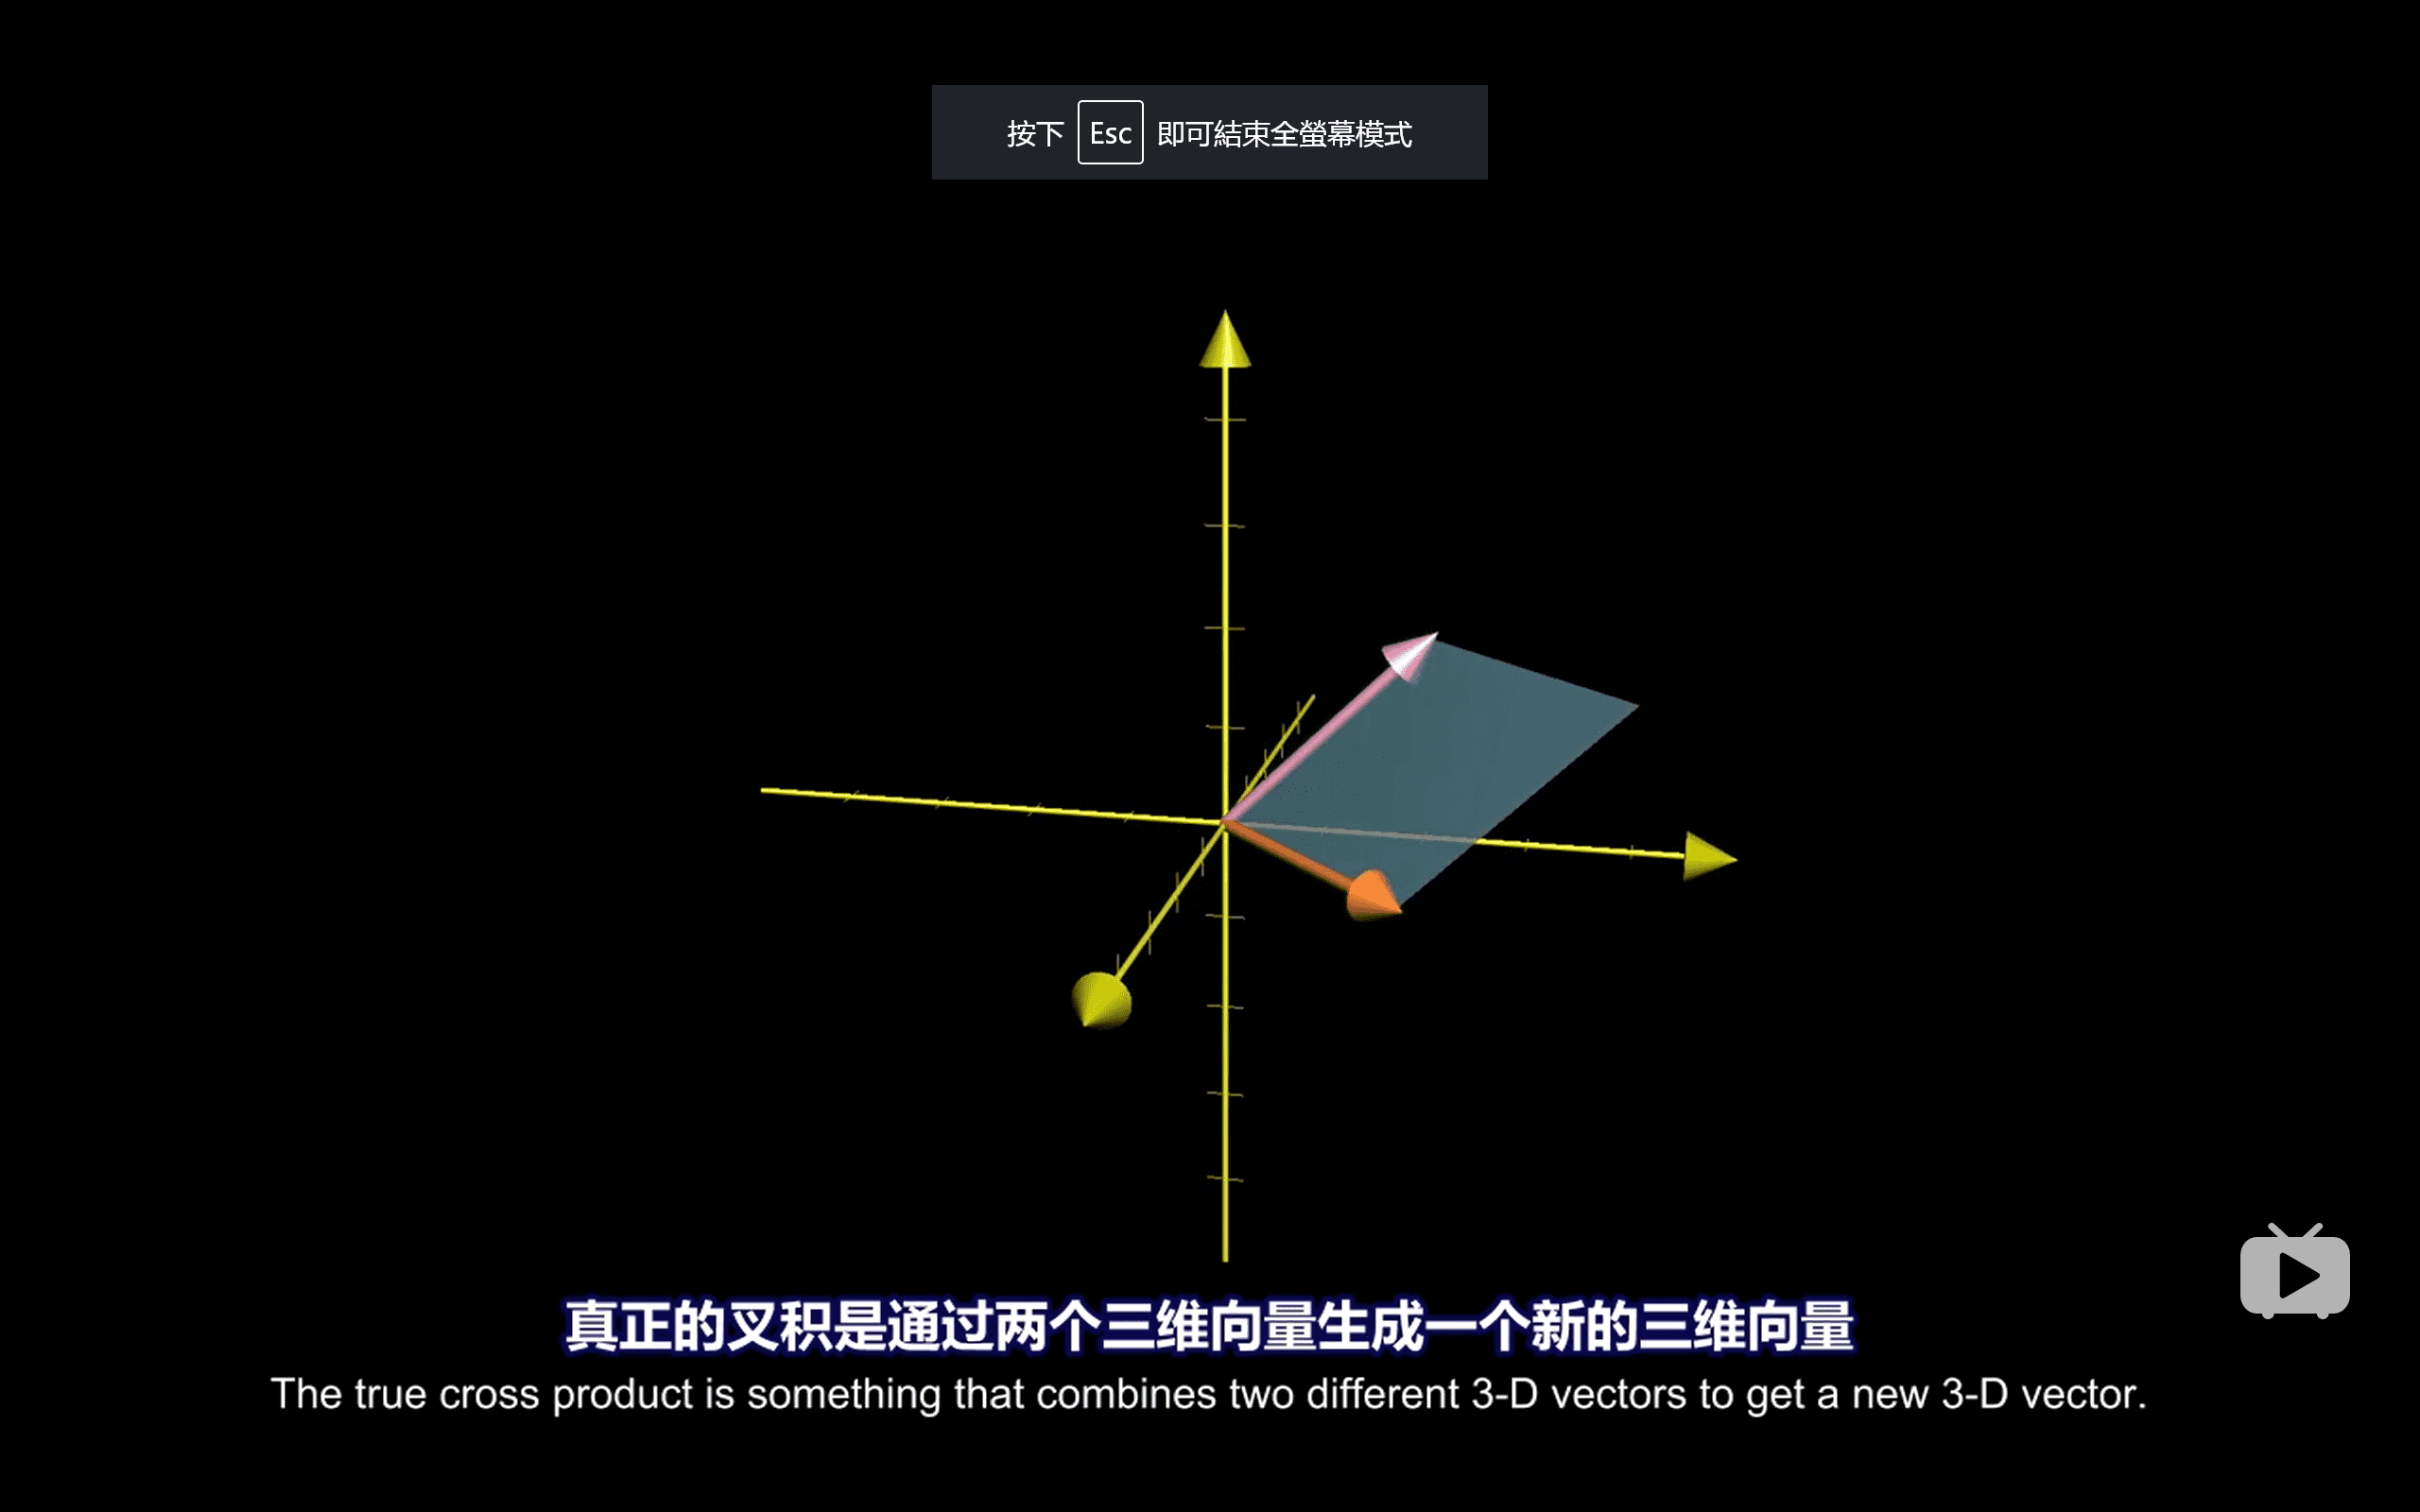 按下 Esc 即可結束全螢幕模式
真正的叉积是通过两个三维向量生成一个新的三维向量
The true cross product is something that combines two different 3-D vectors to get a new 3-D vector.